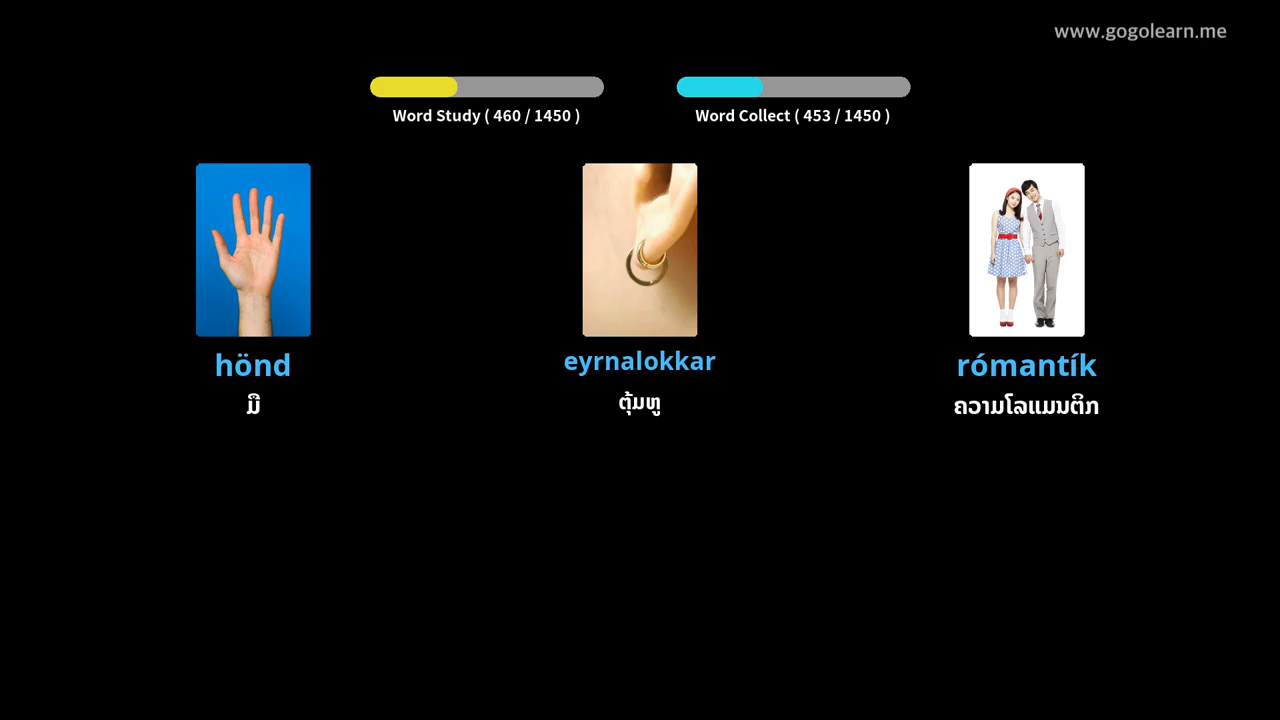 www.gogolearn.me
Word Study ( 460 / 1450 )
Word Collect ( 453 / 1450 )
hönd
ມື
eyrnalokkar
ຕຸ້ມຫູ
rómantík
ຄວາມໂລແມນຕິກ